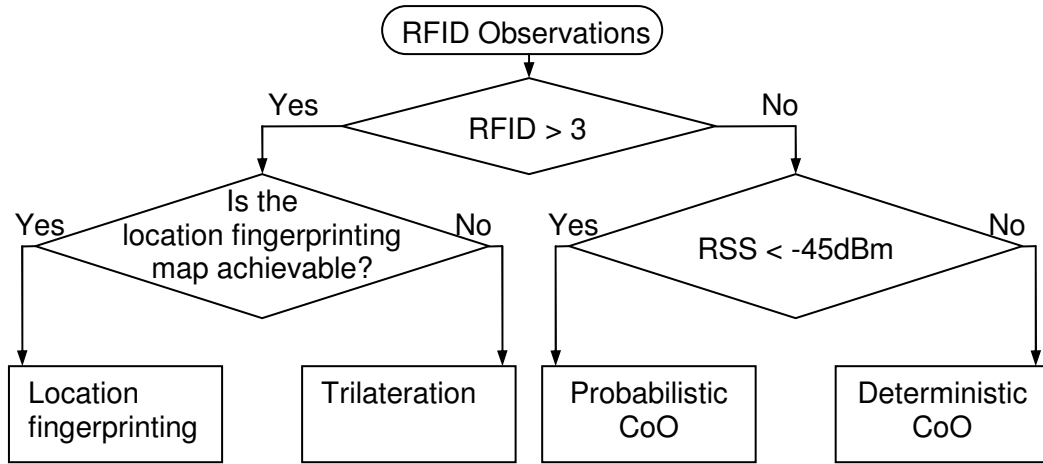 RFID Observations
Yes
No
RFID > 3
Is the
location fingerprinting
map achievable?
Yes
No
Yes
No
RSS < -45dBm
Location
fingerprinting
Trilateration
Probabilistic
CoO
Deterministic
CoO